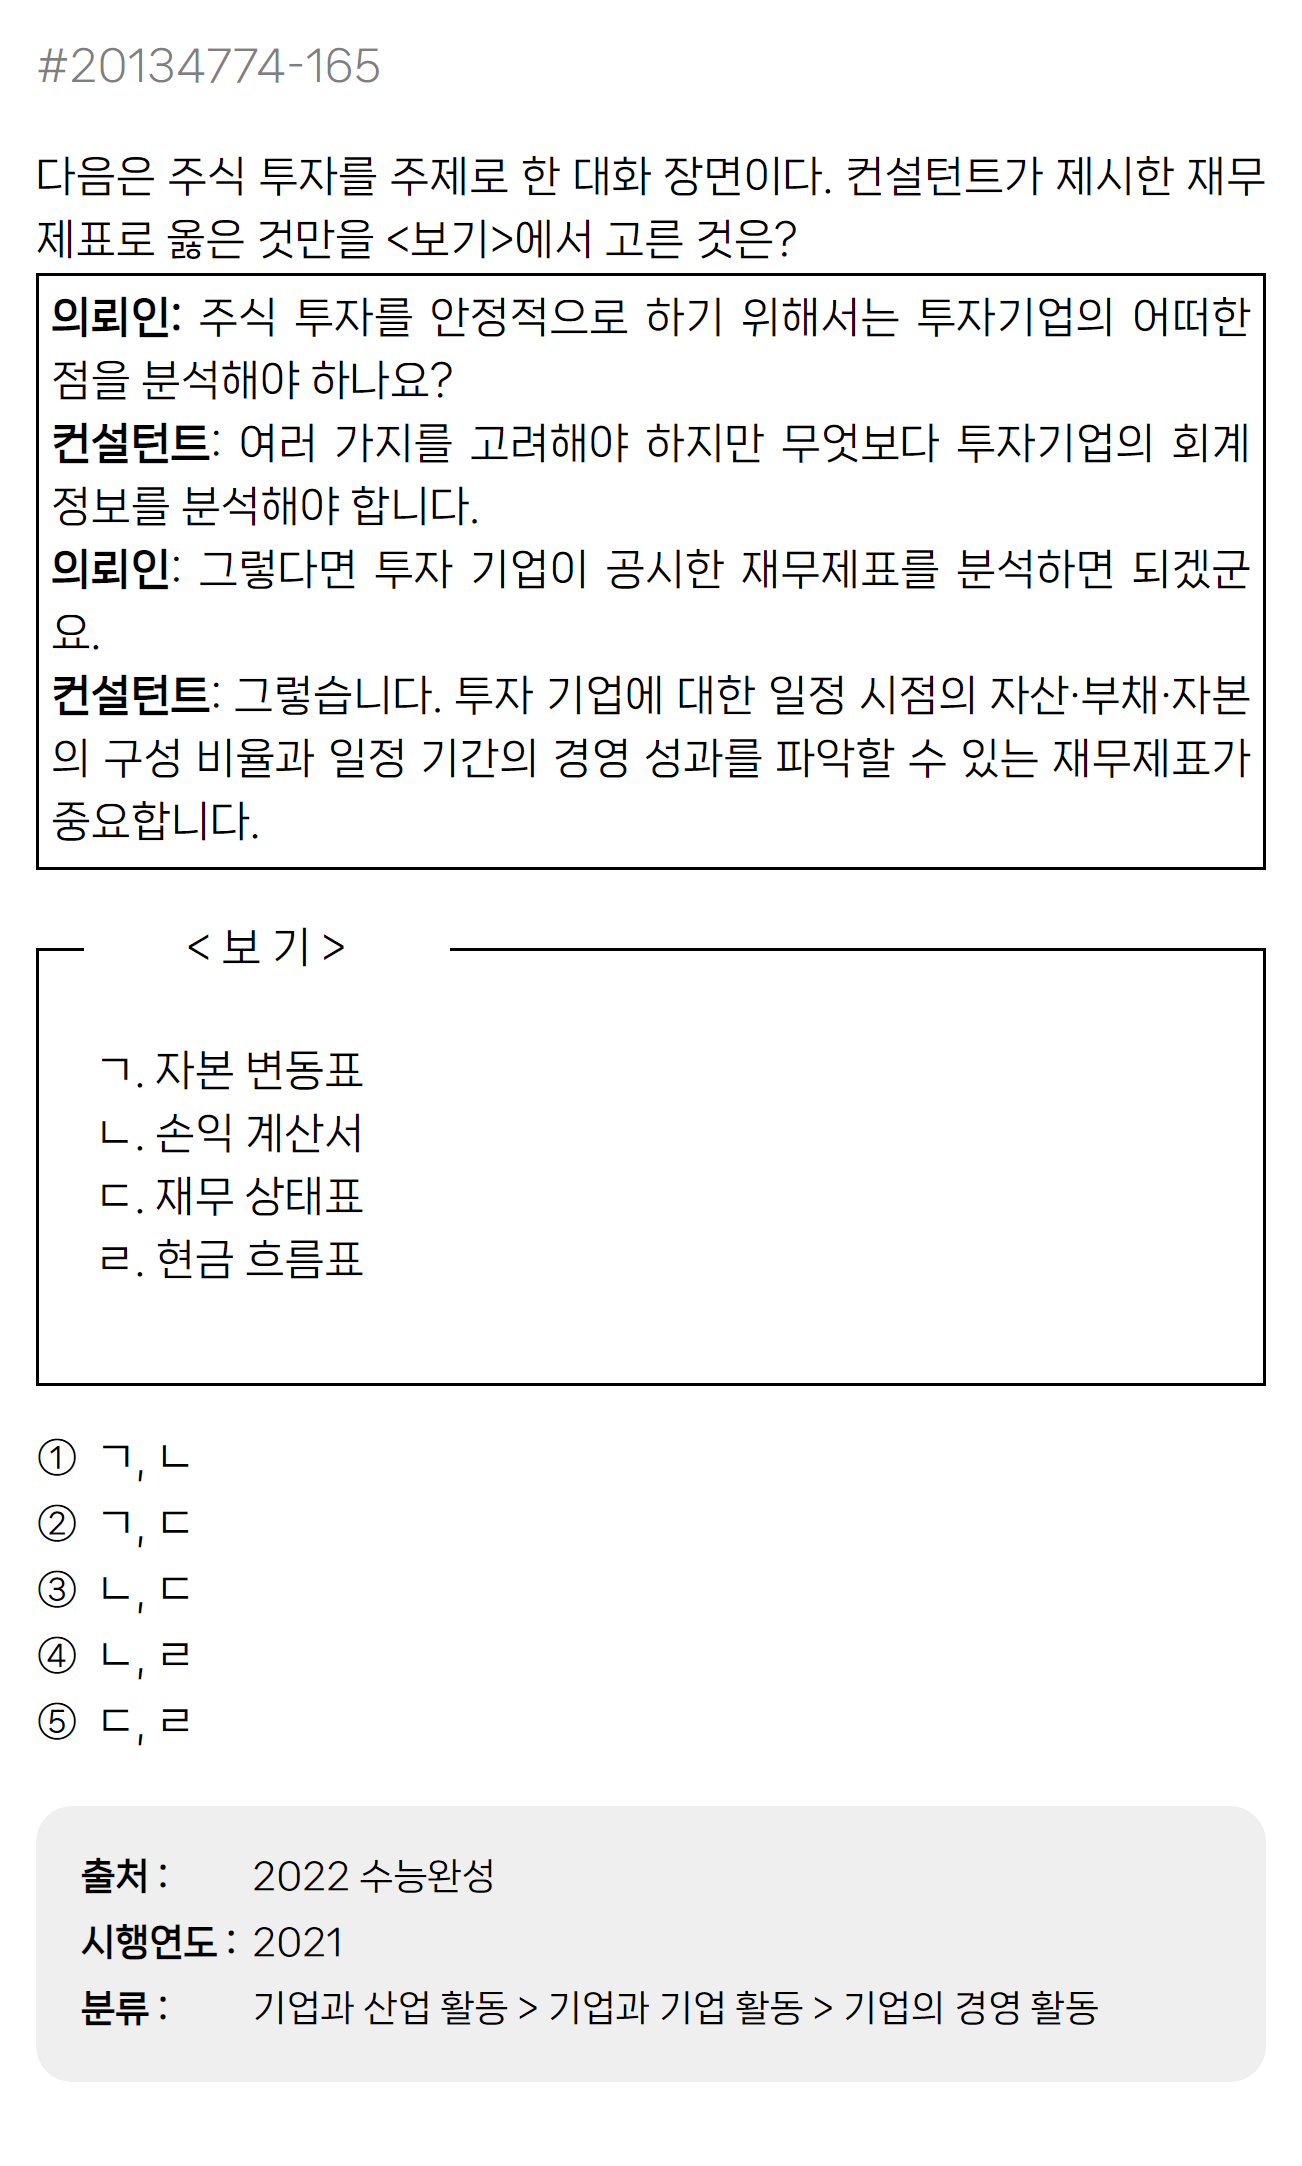 #20134774-165
다음은 주식 투자를 주제로 한 대화 장면이다. 컨설턴트가 제시한 재무
제표로 옳은 것만을 <보기>에서 고른 것은?
의뢰인: 주식 투자를 안정적으로 하기 위해서는 투자기업의 어떠한
점을 분석해야 하나요?
컨설턴트: 여러 가지를 고려해야 하지만 무엇보다 투자기업의 회계
정보를 분석해야 합니다.
의뢰인: 그렇다면 투자 기업이 공시한 재무제표를 분석하면 되겠군
요.
컨설턴트: 그렇습니다. 투자 기업에 대한 일정 시점의 자산·부채·자본
의 구성 비율과 일정 기간의 경영 성과를 파악할 수 있는 재무제표가
중요합니다.
< 보 기 >
ㄱ. 자본 변동표
ㄴ. 손익 계산서
ㄷ. 재무 상태표
ㄹ. 현금 흐름표
① ㄱ, ㄴ
② ㄱ, ㄷ
③ ㄴ, ㄷ
④ ㄴ, ㄹ
⑤ ㄷ, ㄹ
출처 : 2022 수능완성
시행연도 : 2021
분류 : 기업과 산업 활동 > 기업과 기업 활동 > 기업의 경영 활동